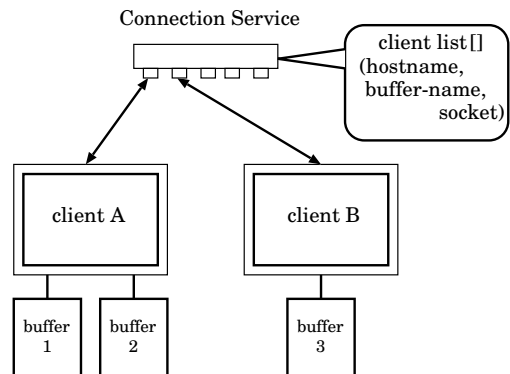 Connection Service
client list[]
(hostname,
buffer-name,
socket)
client A
client B
buffer
1
buffer
2
buffer
3